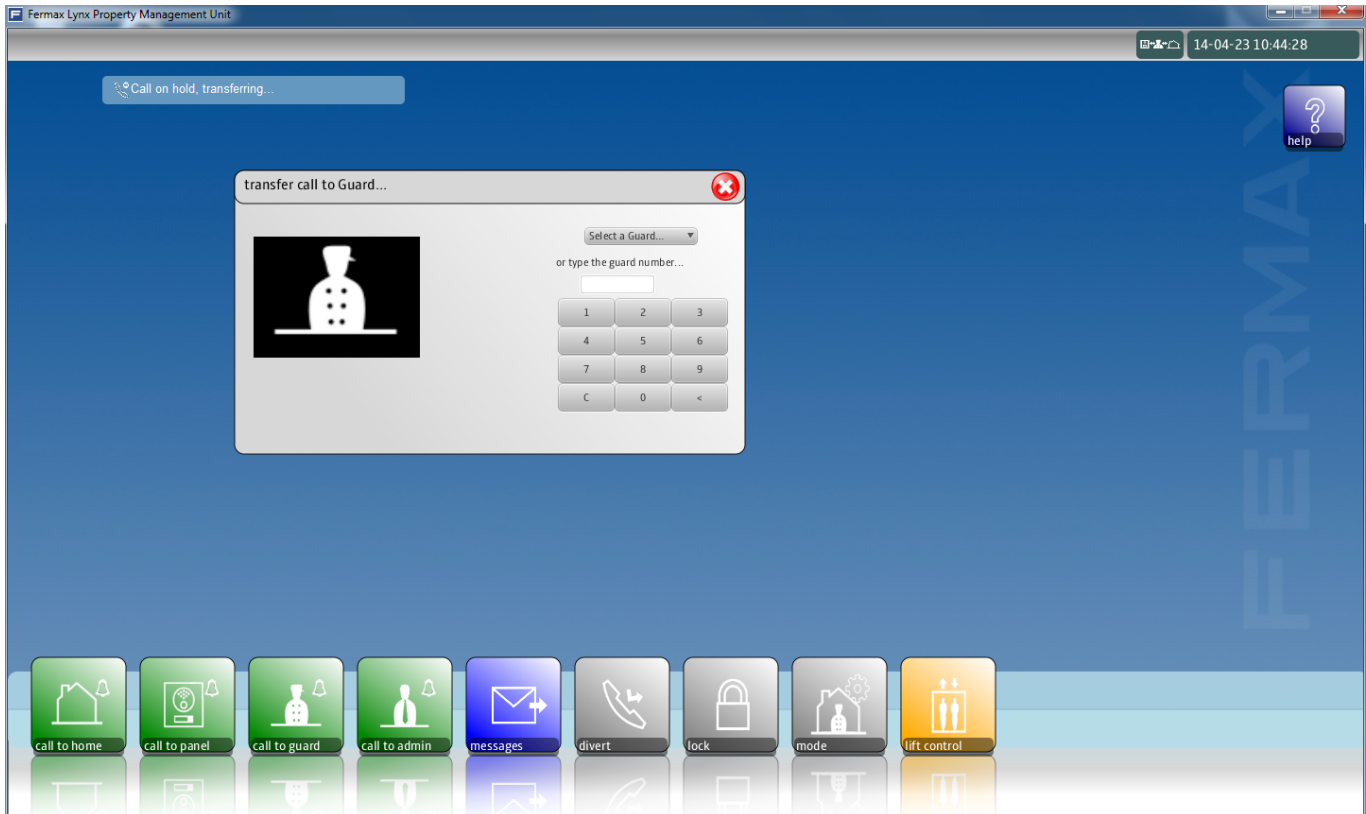 Fermax Lynx Property Management Unit
14-04-23 10:44:28
Call on hold, transferring...
help
transfer call to Guard...
Select a Guard...
or type the guard number...
1 2 3
4 5 6
7 8 9
C 0 <
FERMAX
call to home
call to panel
call to guard
call to admin
messages
divert
lock
mode
lift control